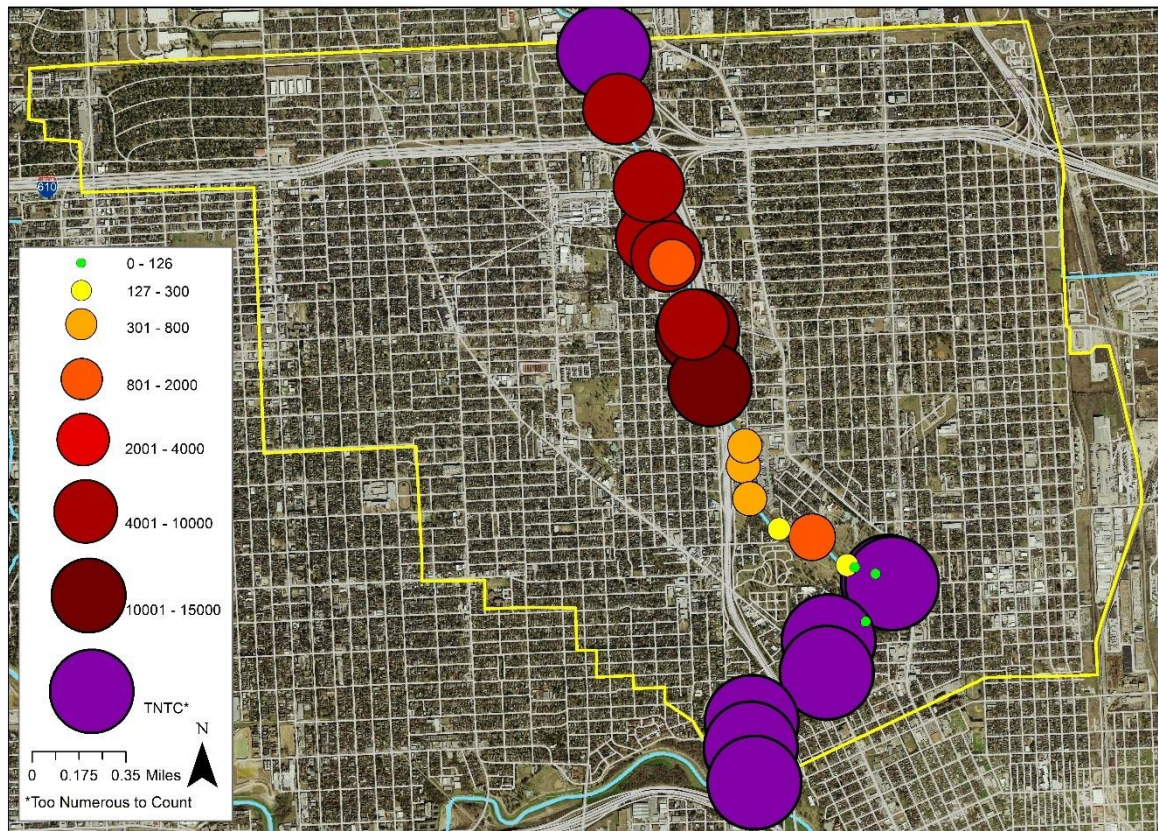 610
0 - 126
127 - 300
301 - 800
801 - 2000
2001 - 4000
4001 - 10000
10001 - 15000
TNTC*
N
0 0.175 0.35 Miles
*Too Numerous to Count